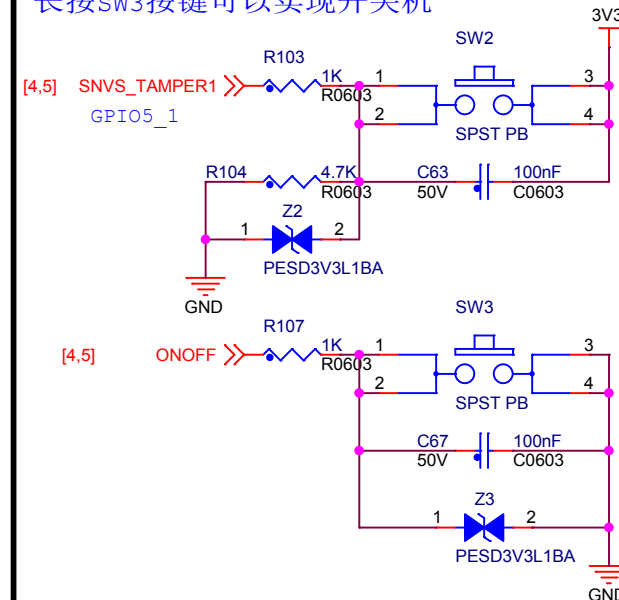 长按SW3按键可以实现开关机
3V3
SW2
R103
1K
R0603
[4,5] SNVS_TAMPER1
GPIO5_1
1
2
3
4
SPST PB
R104
4.7K
R0603
C63
50V
100nF
C0603
Z2
1
2
PESD3V3L1BA
GND
SW3
R107
1K
R0603
[4,5] ONOFF
1
2
3
4
SPST PB
C67
50V
100nF
C0603
Z3
1
2
PESD3V3L1BA
GND